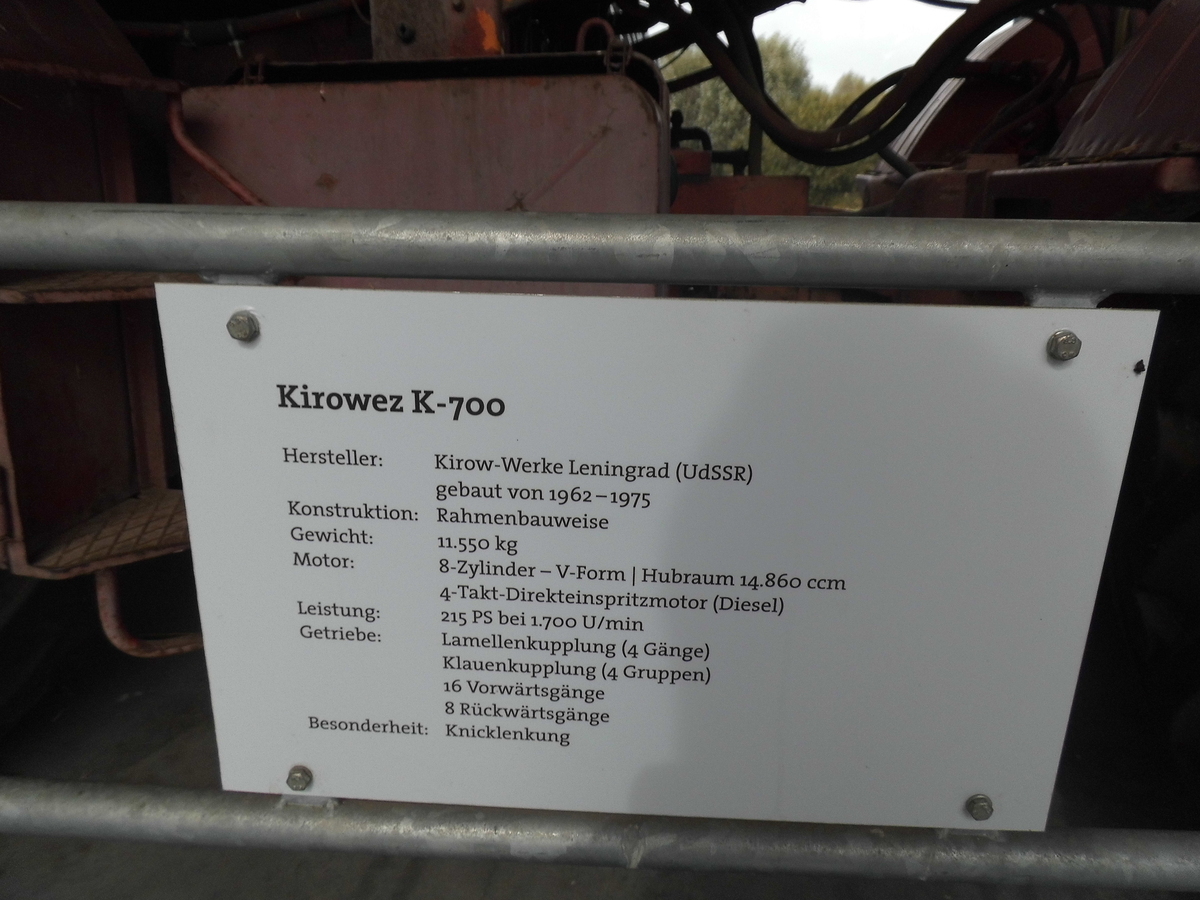 Kirowez K-700
Hersteller: Kirow-Werke Leningrad (UdSSR)
gebaut von 1962–1975
Konstruktion: Rahmenbauweise
Gewicht: 11.550 kg
Motor: 8-Zylinder – V-Form | Hubraum 14.860 ccm
4-Takt-Direkteinspritzmotor (Diesel)
Leistung: 215 PS bei 1.700 U/min
Getriebe: Lamellenkupplung (4 Gänge)
Klauenkupplung (4 Gruppen)
16 Vorwärtsgänge
8 Rückwärtsgänge
Besonderheit: Knicklenkung